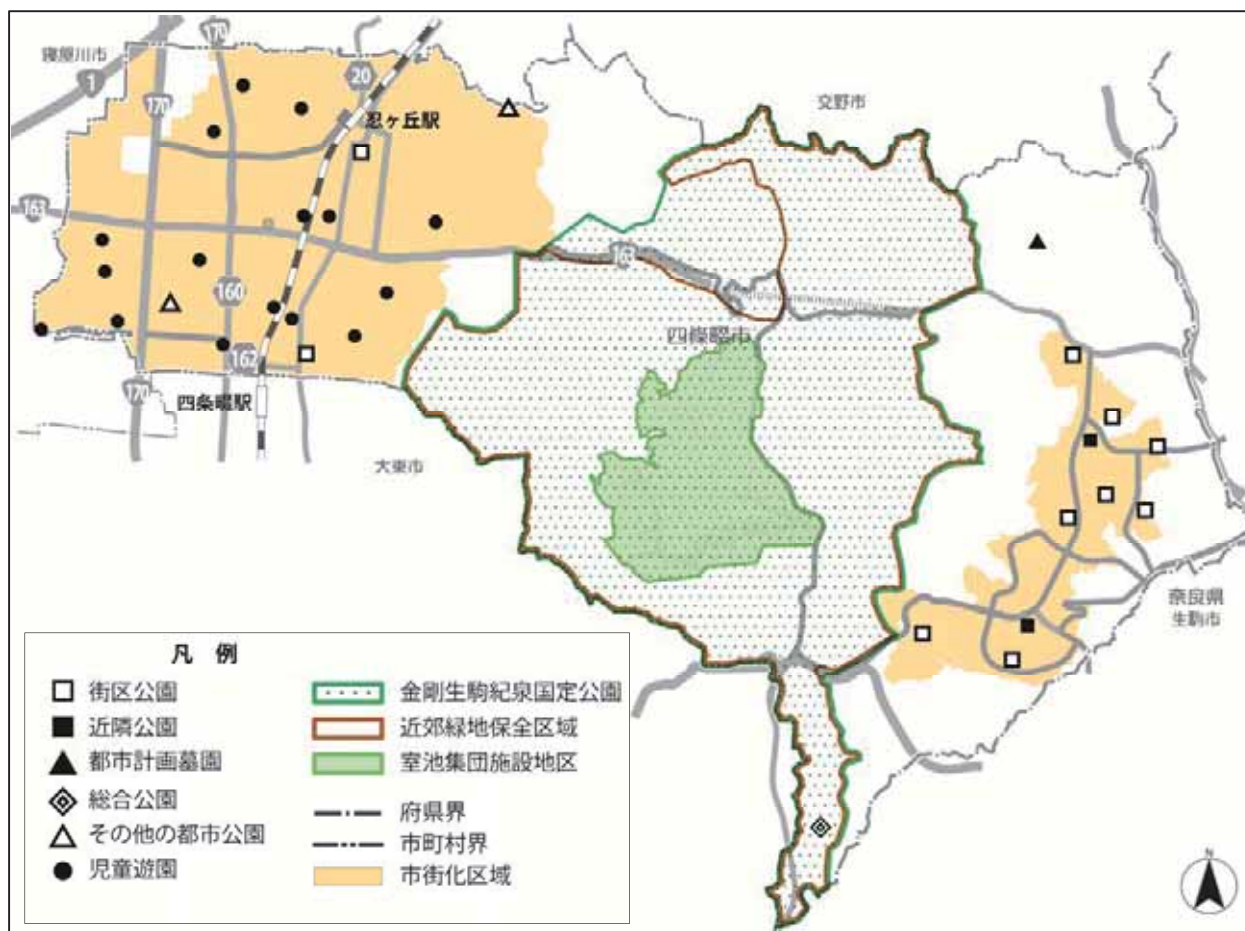 寝屋川市
170
1
20
170
忍ヶ丘駅
交野市
163
163
160
四條畷市
162
170
四条畷駅
大東市
奈良県
生駒市
凡 例
街区公園
近隣公園
都市計画墓園
総合公園
その他の都市公園
児童遊園
金剛生駒紀泉国定公園
近郊緑地保全区域
室池集団施設地区
府県界
市町村界
市街化区域
N